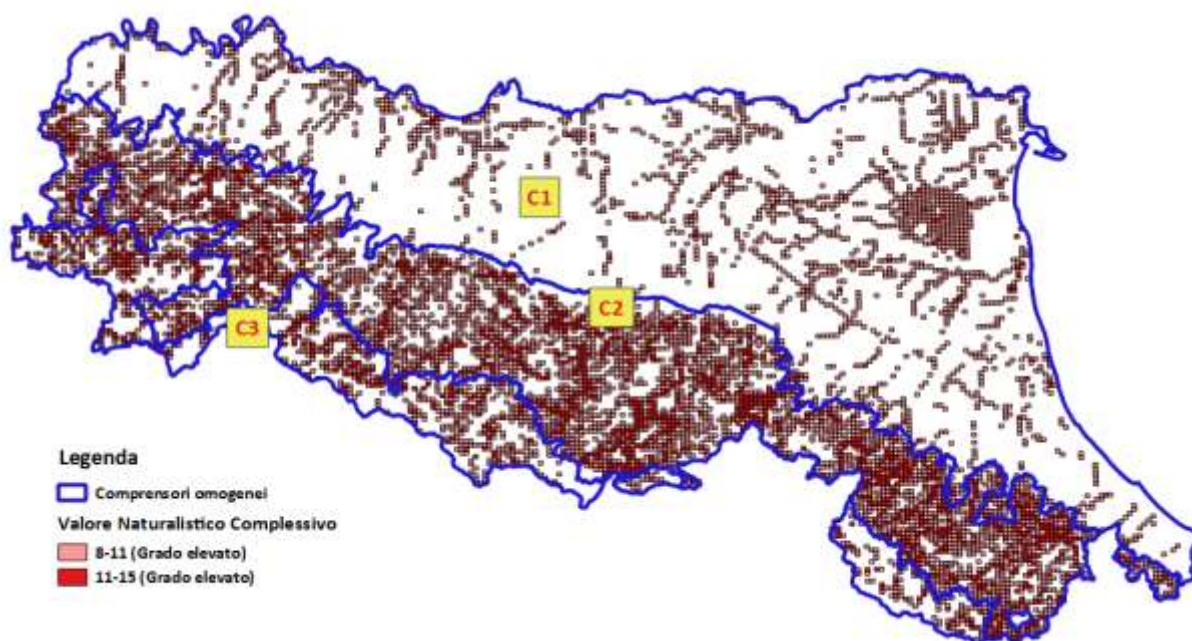 C1
C2
C3
Legenda
Comprensori omogenei
Valore Naturalistico Complessivo
8-11 (Grado elevato)
11-15 (Grado elevato)